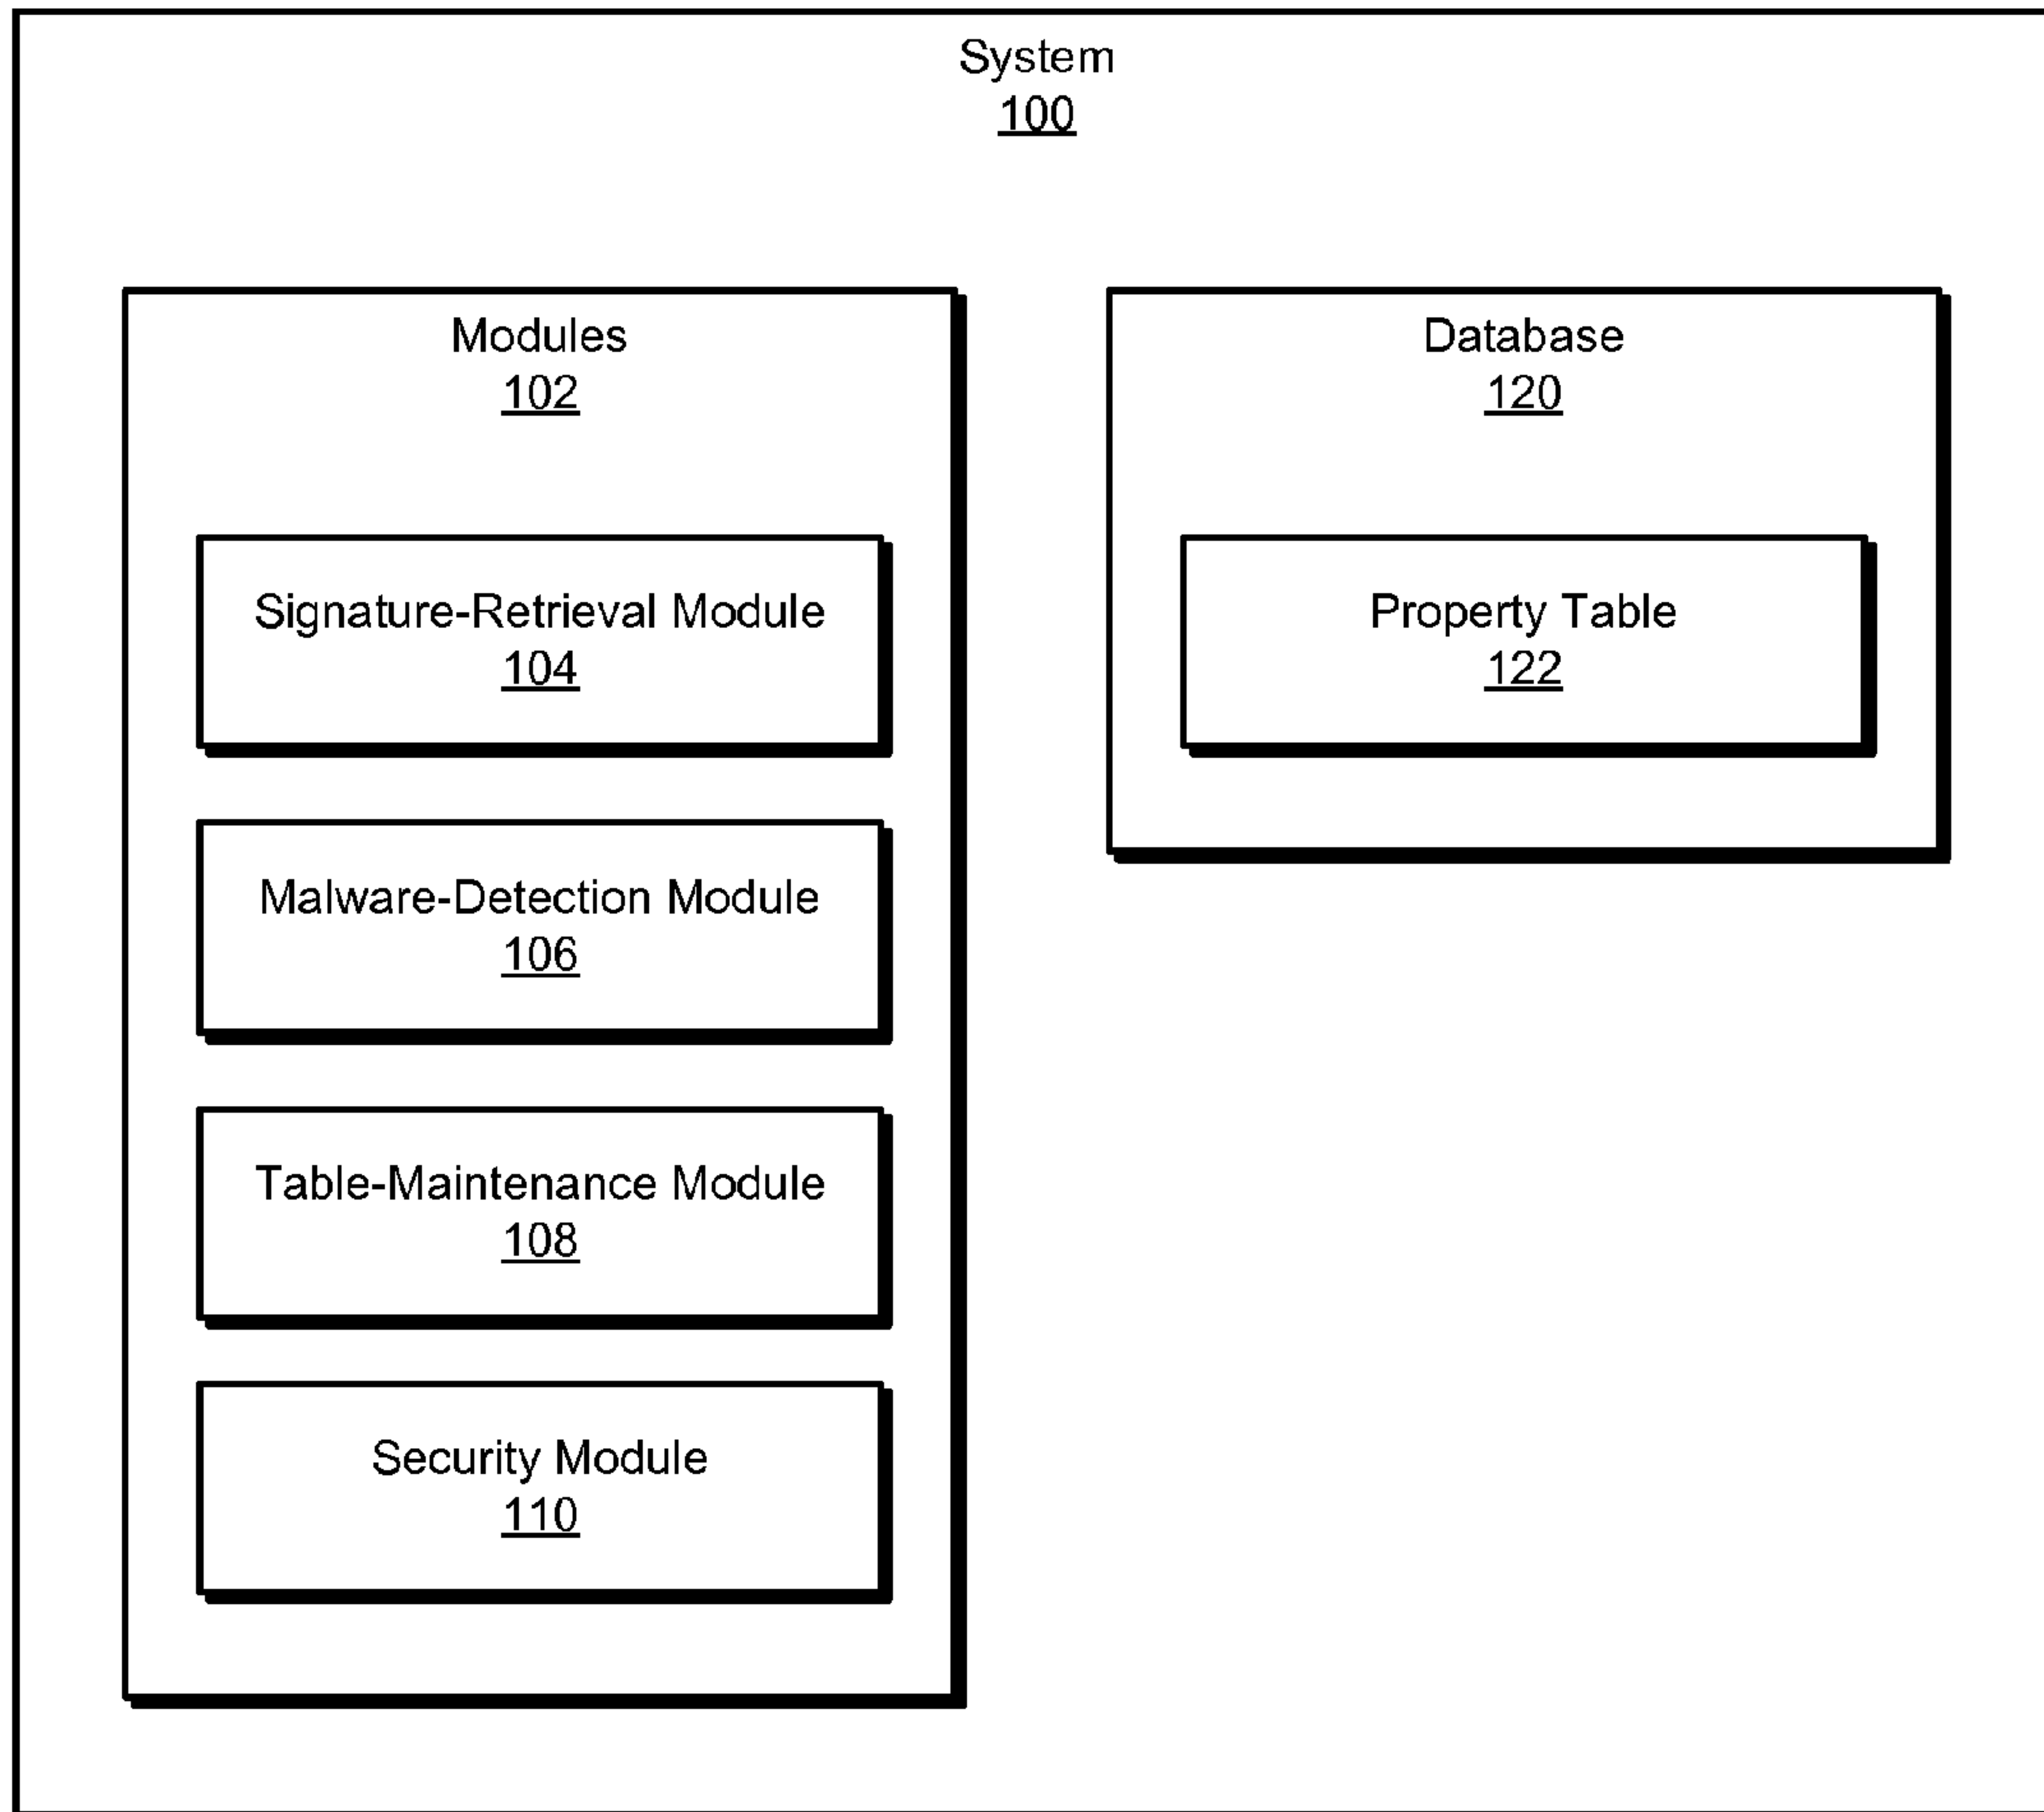 System
100
Modules
102
Signature-Retrieval Module
104
Malware-Detection Module
106
Table-Maintenance Module
108
Security Module
110
Database
120
Property Table
122